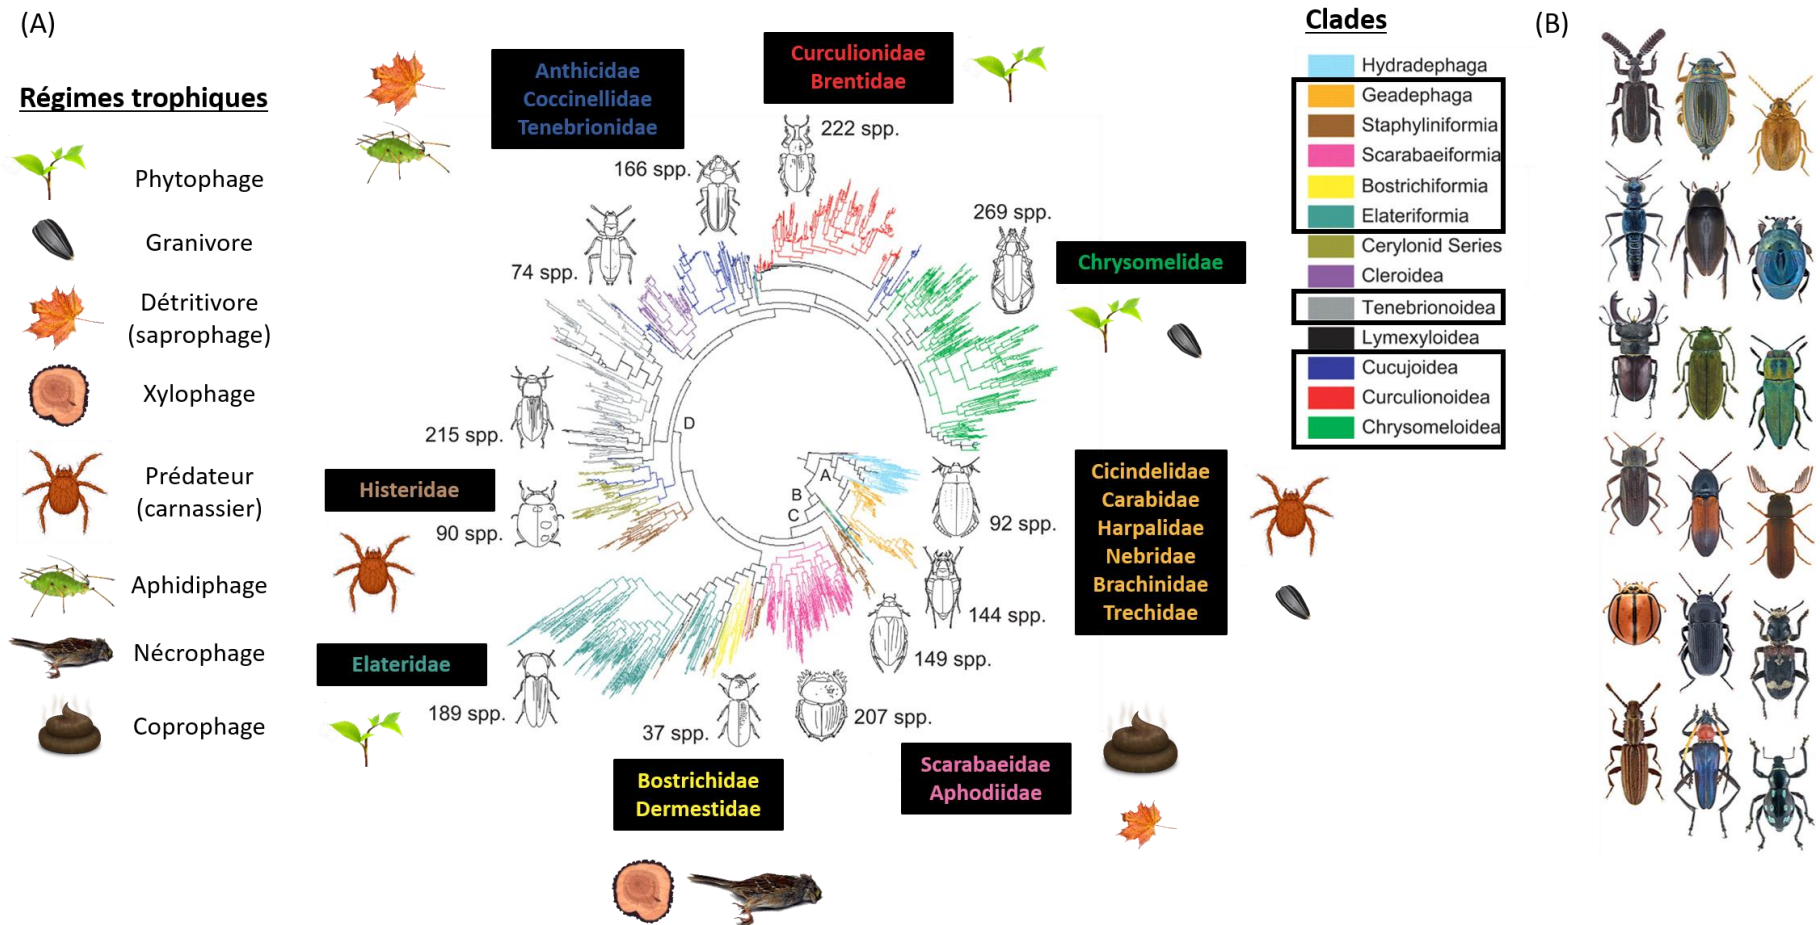 (A)
Régimes trophiques
Phytophage
Granivore
Détritivore
(saprophage)
Xylophage
Prédateur
(carnassier)
Aphidiphage
Nécrophage
Coprophage
Anthicidae
Coccinellidae
Tenebrionidae
Curculionidae
Brentidae
222 spp.
166 spp.
269 spp.
74 spp.
Chrysomelidae
215 spp.
D
Histeridae
90 spp.
A
B
C
92 spp.
Cicindelidae
Carabidae
Harpalidae
Nebridae
Brachinidae
Trechidae
144 spp.
149 spp.
Elateridae
189 spp.
37 spp.
207 spp.
Bostrichidae
Dermestidae
Scarabaeidae
Aphodiidae
Clades
Hydradephaga
Geadephaga
Staphyliniformia
Scarabaeiformia
Bostrichiformia
Elateriformia
Cerylonid Series
Cleroidea
Tenebrionoidea
Lymexyloidea
Cucujoidea
Curculionoidea
Chrysomeloidea
(B)